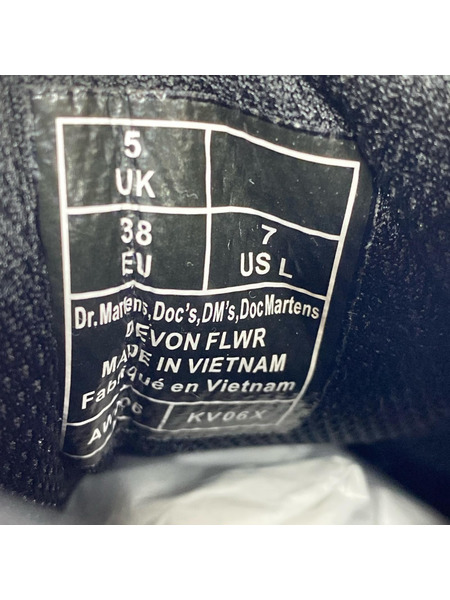 5
UK
38
EU
7
US L
Dr.Martens,Doc's,DM's,DocMartens
DEVON FLWR
MADE IN VIETNAM
Fabriqué en Vietnam
KV06X